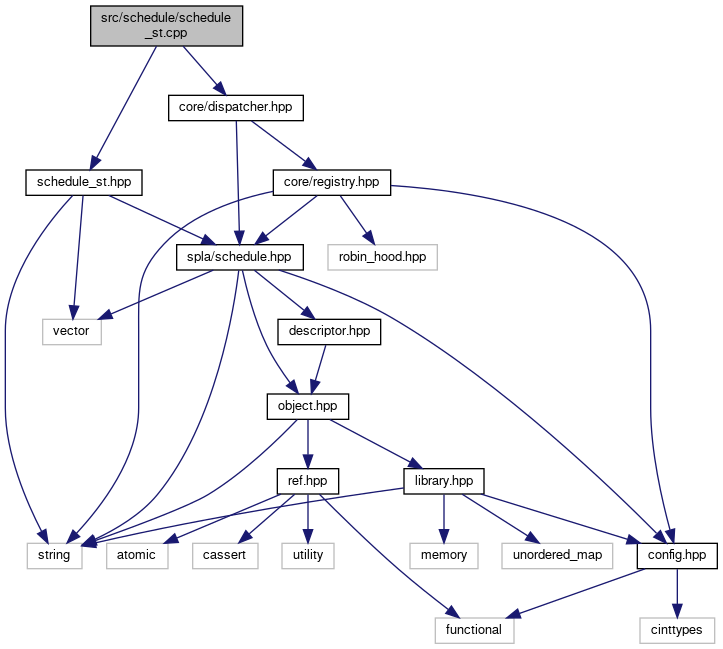 src/schedule/schedule
_st.cpp
core/dispatcher.hpp
schedule_st.hpp
core/registry.hpp
spla/schedule.hpp
robin_hood.hpp
vector
descriptor.hpp
object.hpp
ref.hpp
library.hpp
string
atomic
cassert
utility
memory
unordered_map
config.hpp
functional
cinttypes